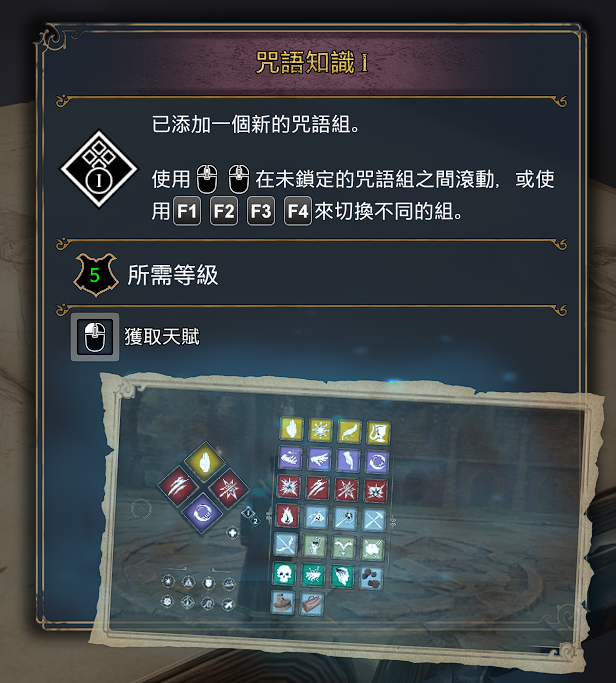 咒語知識 I
已添加一個新的咒語組。
I
使用 在未鎖定的咒語組之間滾動，或使
用 F1 F2 F3 F4 來切換不同的組。
5 所需等級
獲取天賦
2